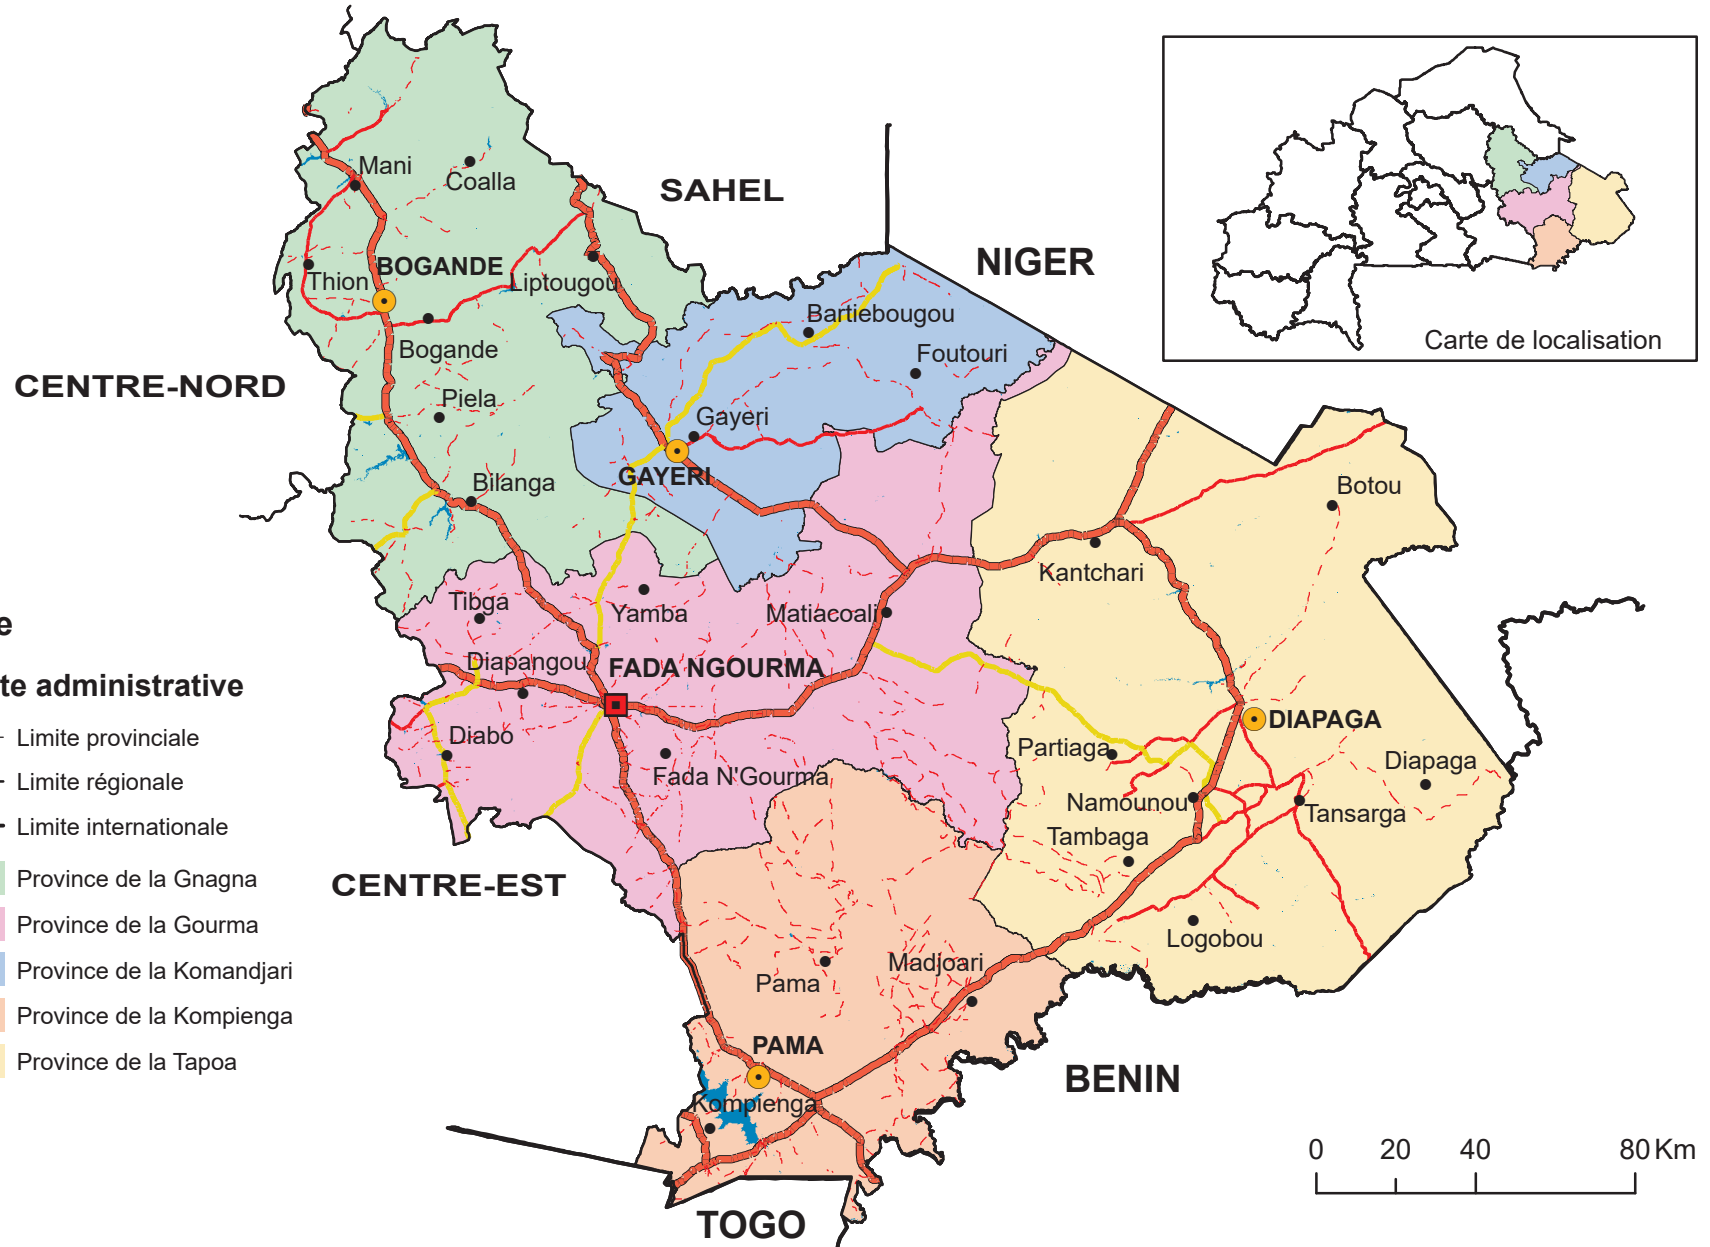 SAHEL
NIGER
CENTRE-NORD
CENTRE-EST
BENIN
TOGO
Mani
Coalla
Thion
BOGANDE
Liptougou
Bogande
Piela
Bilanga
Bartiebougou
Foutouri
Gayeri
GAYERI
Tibga
Yamba
Matiacoali
Diapangou
FADA NGOURMA
Diabo
Fada N'Gourma
Kantchari
Botou
DIAPAGA
Partiaga
Diapaga
Namounou
Tansarga
Tambaga
Logobou
Pama
Madjoari
PAMA
Kompienga
Carte de localisation
e
te administrative
Limite provinciale
Limite régionale
Limite internationale
Province de la Gnagna
Province de la Gourma
Province de la Komandjari
Province de la Kompienga
Province de la Tapoa
0 20 40 80 Km